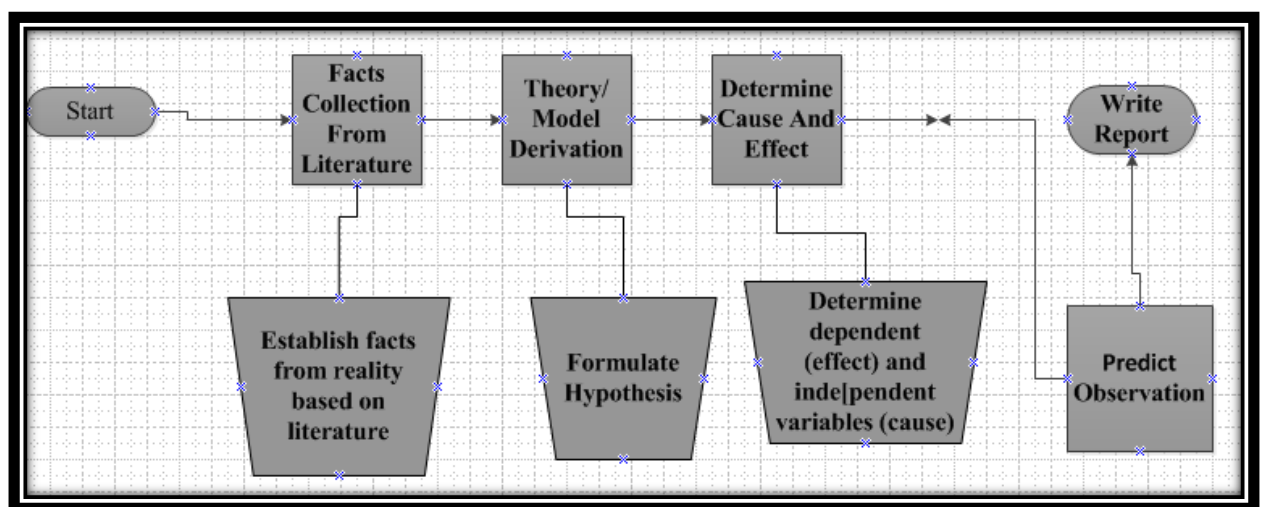 Start
Facts
Collection
From
Literature
Theory/
Model
Derivation
Determine
Cause And
Effect
Write
Report
Establish facts
from reality
based on
literature
Formulate
Hypothesis
Determine
dependent
(effect) and
inde[pendent
variables (cause)
Predict
Observation